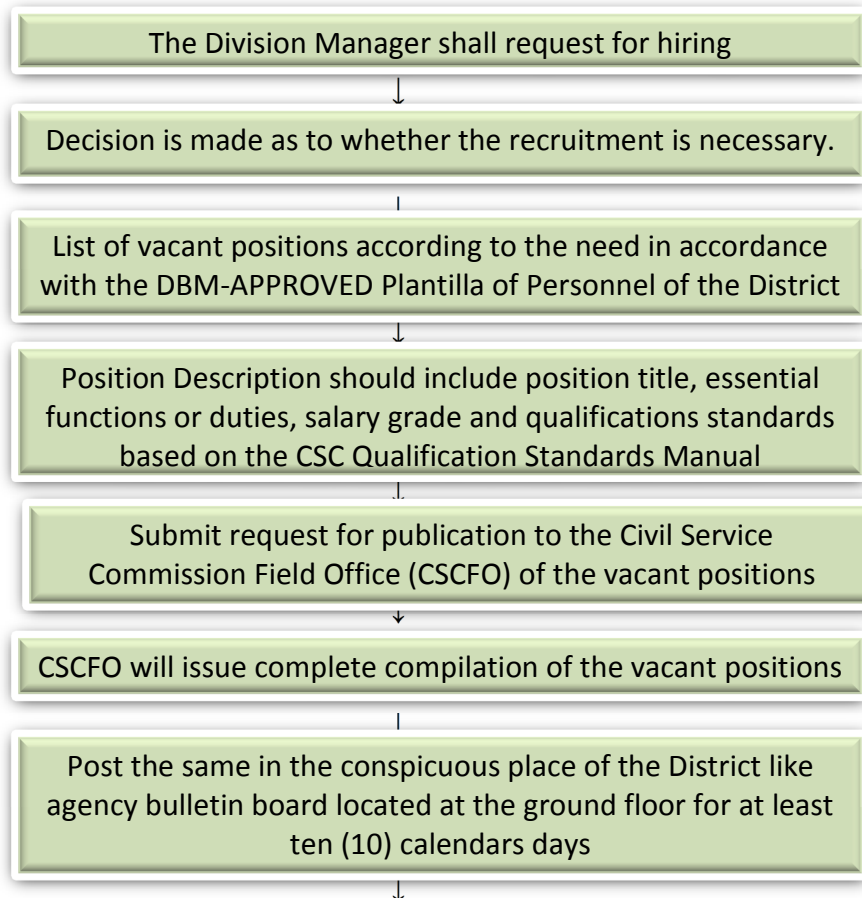 The Division Manager shall request for hiring
Decision is made as to whether the recruitment is necessary.
List of vacant positions according to the need in accordance
with the DBM-APPROVED Plantilla of Personnel of the District
Position Description should include position title, essential
functions or duties, salary grade and qualifications standards
based on the CSC Qualification Standards Manual
Submit request for publication to the Civil Service
Commission Field Office (CSCFO) of the vacant positions
CSCFO will issue complete compilation of the vacant positions
Post the same in the conspicuous place of the District like
agency bulletin board located at the ground floor for at least
ten (10) calendars days